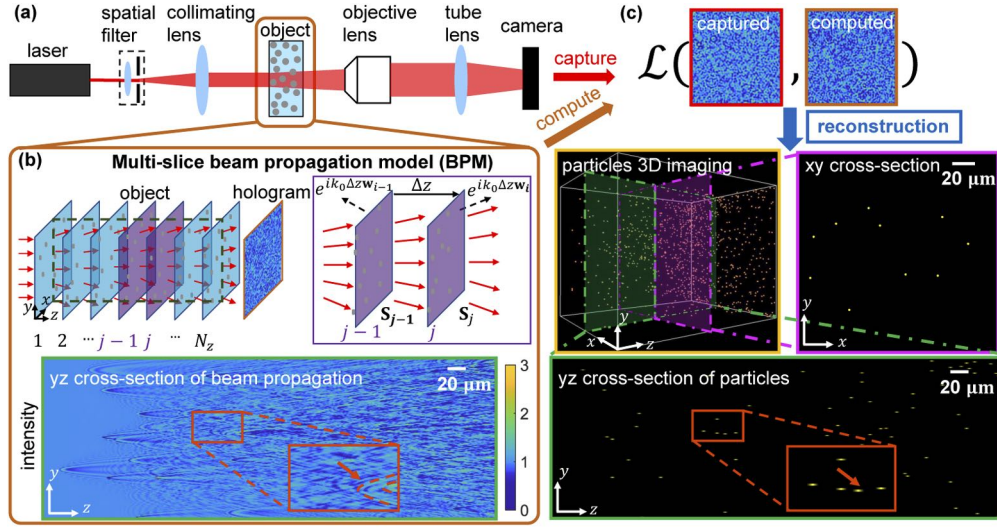 (a)
spatial
filter
collimating
lens
object
objective
lens
tube
lens
camera
laser
capture
compute
(c)
captured
computed
ℒ( , )
reconstruction
(b)
Multi-slice beam propagation model (BPM)
object
hologram
e^{ik_0Δz𝐰_{i−1}}
Δz
e^{ik_0Δz𝐰_i}
S_{j−1}
S_j
j − 1
j
y
x
z
1 2 ··· j − 1 j ··· N_z
yz cross-section of beam propagation
20 μm
intensity
y
z
3
2
1
0
particles 3D imaging
y
x
z
xy cross-section
20 μm
y
x
yz cross-section of particles
20 μm
y
z